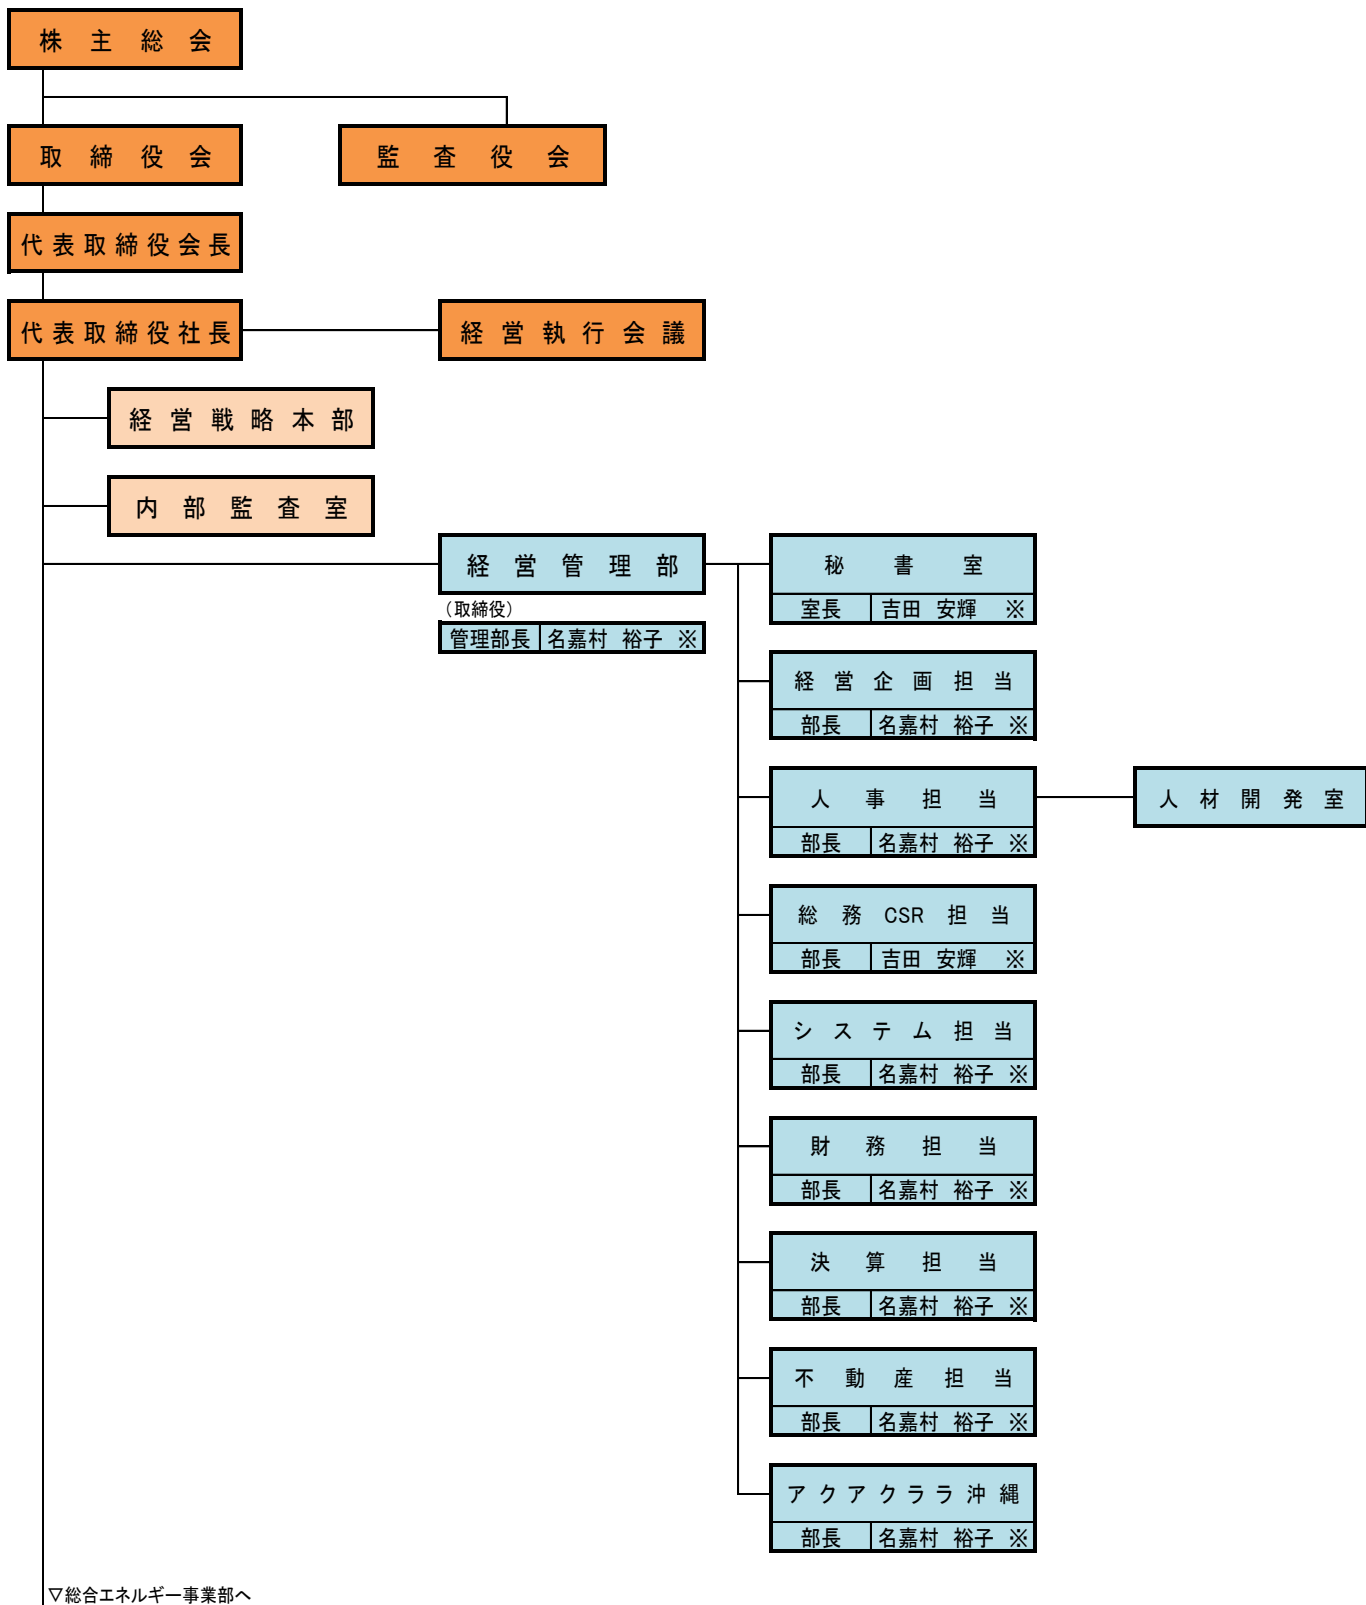 株主総会
取締役会
監査役会
代表取締役会長
代表取締役社長
経営執行会議
経営戦略本部
内部監査室
経営管理部
（取締役）
管理部長 名嘉村 裕子 ※
秘書室
室長 吉田 安輝 ※
経営企画担当
部長 名嘉村 裕子 ※
人事担当
部長 名嘉村 裕子 ※
人材開発室
総務CSR担当
部長 吉田 安輝 ※
システム担当
部長 名嘉村 裕子 ※
財務担当
部長 名嘉村 裕子 ※
決算担当
部長 名嘉村 裕子 ※
不動産担当
部長 名嘉村 裕子 ※
アクアクララ沖縄
部長 名嘉村 裕子 ※
▽総合エネルギー事業部へ